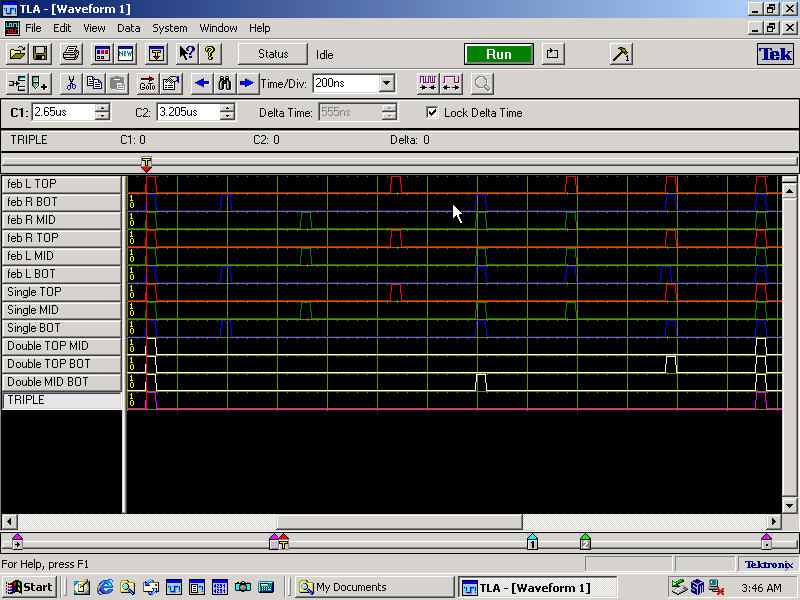 TLA - [Waveform 1]
File Edit View Data System Window Help
NEW Status Idle Run Tek
GoTo Time/Div: 200ns
C1: 2.65us C2: 3.205us Delta Time: 555ns Lock Delta Time
TRIPLE C1: 0 C2: 0 Delta: 0
T
feb L TOP
feb R BOT
feb R MID
feb R TOP
feb L MID
feb L BOT
Single TOP
Single MID
Single BOT
Double TOP MID
Double TOP BOT
Double MID BOT
TRIPLE
T 1 2
For Help, press F1 Tektronix
Start My Documents TLA - [Waveform 1] 3:46 AM